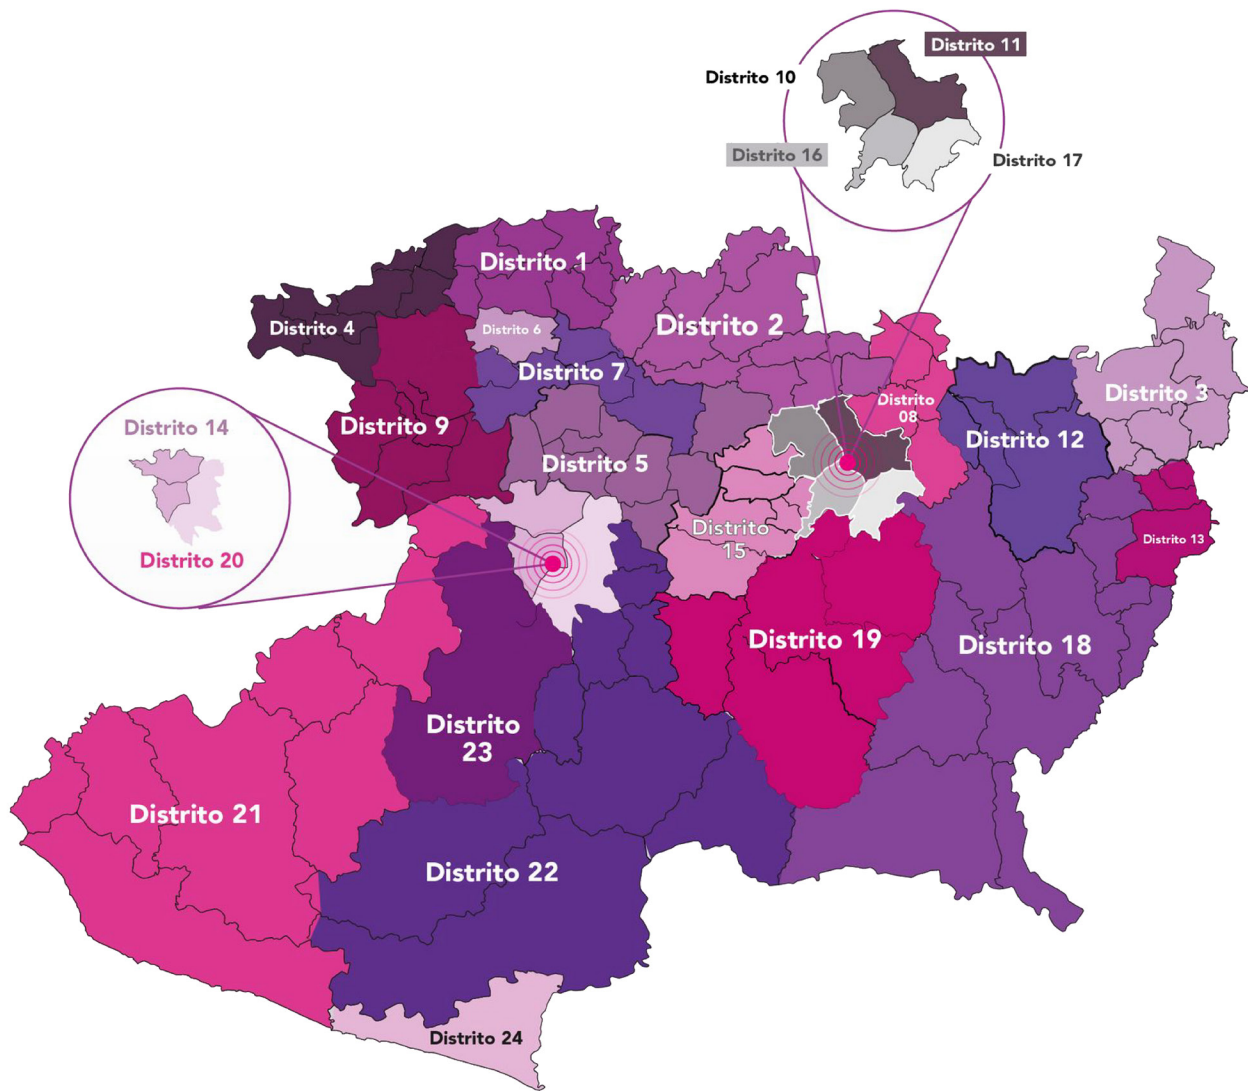 Distrito 11
Distrito 10
Distrito 16
Distrito 17
Distrito 1
Distrito 4
Distrito 6
Distrito 2
Distrito 7
Distrito 3
Distrito
08
Distrito 14
Distrito 9
Distrito 12
Distrito 5
Distrito
15
Distrito 13
Distrito 20
Distrito 19
Distrito 18
Distrito
23
Distrito 21
Distrito 22
Distrito 24